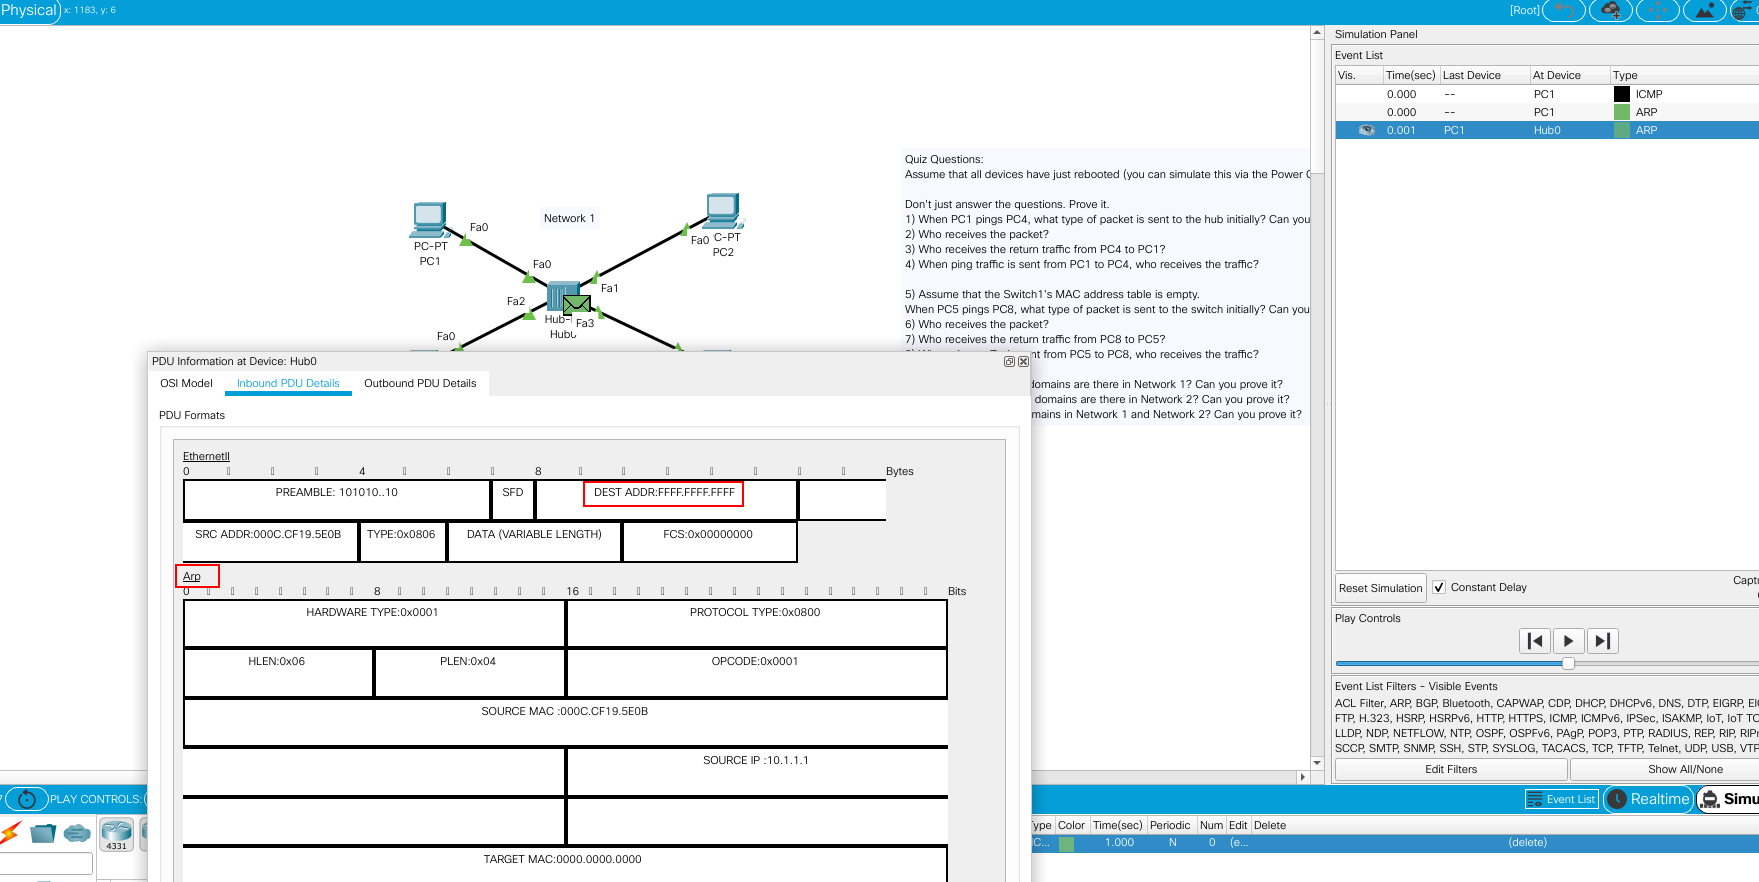 Physical x: 1183, y: 6
[Root]
Simulation Panel
Event List
Vis. Time(sec) Last Device At Device Type
0.000 -- PC1 ICMP
0.000 -- PC1 ARP
0.001 PC1 Hub0 ARP
Quiz Questions:
Assume that all devices have just rebooted (you can simulate this via the Power
Don't just answer the questions. Prove it.
1) When PC1 pings PC4, what type of packet is sent to the hub initially? Can you
2) Who receives the packet?
3) Who receives the return traffic from PC4 to PC1?
4) When ping traffic is sent from PC1 to PC4, who receives the traffic?
5) Assume that the Switch1's MAC address table is empty.
When PC5 pings PC8, what type of packet is sent to the switch initially? Can you
6) Who receives the packet?
7) Who receives the return traffic from PC8 to PC5?
nt from PC5 to PC8, who receives the traffic?
domains are there in Network 1? Can you prove it?
domains are there in Network 2? Can you prove it?
mains in Network 1 and Network 2? Can you prove it?
Network 1
Fa0
PC-PT
PC1
Fa0
Fa0 C-PT
PC2
Fa1
Fa2
Hub-
Fa3
Hub0
Fa0
PDU Information at Device: Hub0
OSI Model Inbound PDU Details Outbound PDU Details
PDU Formats
EthernetII
0 4 8 Bytes
PREAMBLE: 101010..10 SFD DEST ADDR:FFFF.FFFF.FFFF
SRC ADDR:000C.CF19.5E0B TYPE:0x0806 DATA (VARIABLE LENGTH) FCS:0x00000000
Arp
0 8 16 Bits
HARDWARE TYPE:0x0001 PROTOCOL TYPE:0x0800
HLEN:0x06 PLEN:0x04 OPCODE:0x0001
SOURCE MAC :000C.CF19.5E0B
SOURCE IP :10.1.1.1
TARGET MAC:0000.0000.0000
Reset Simulation Constant Delay Captu
Play Controls
Event List Filters - Visible Events
ACL Filter, ARP, BGP, Bluetooth, CAPWAP, CDP, DHCP, DHCPv6, DNS, DTP, EIGRP, EI
FTP, H.323, HSRP, HSRPv6, HTTP, HTTPS, ICMP, ICMPv6, IPSec, ISAKMP, IoT, IoT TC
LLDP, NDP, NETFLOW, NTP, OSPF, OSPFv6, PAgP, POP3, PTP, RADIUS, REP, RIP, RIPn
SCCP, SMTP, SNMP, SSH, STP, SYSLOG, TACACS, TCP, TFTP, Telnet, UDP, USB, VTP
Edit Filters Show All/None
PLAY CONTROLS: Event List Realtime Simu
4331
ype Color Time(sec) Periodic Num Edit Delete
IC... 1.000 N 0 (e... (delete)